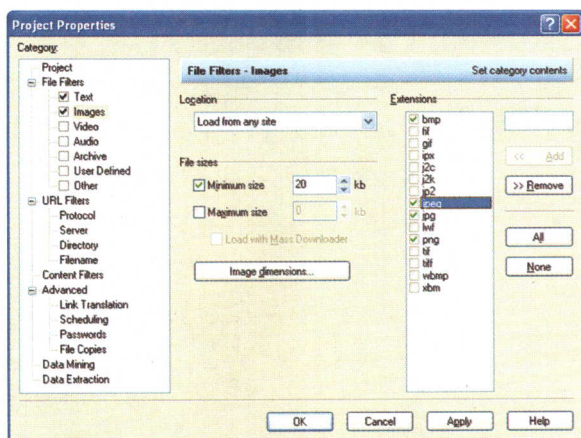 Project Properties
Category:
Project
File Filters
Text
Images
Video
Audio
Archive
User Defined
Other
URL Filters
Protocol
Server
Directory
Filename
Content Filters
Advanced
Link Translation
Scheduling
Passwords
File Copies
Data Mining
Data Extraction
File Filters - Images
Set category contents
Location
Load from any site
File sizes
Minimum size 20 kb
Maximum size 0 kb
Load with Mass Downloader
Image dimensions...
Extensions
bmp
fif
gif
ipx
j2c
j2k
jp2
jpeg
jpg
lwf
png
tif
tiff
wbmp
xbm
<< Add
>> Remove
All
None
OK Cancel Apply Help